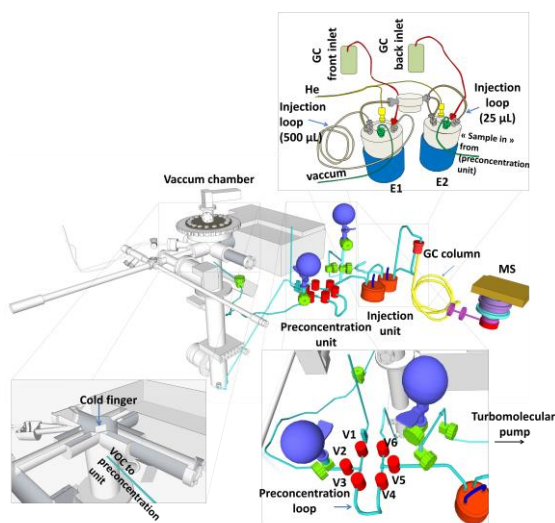 GC
front inlet
GC
back inlet
He
Injection
loop
(500 µL)
Injection
loop
(25 µL)
« Sample in »
from
(preconcentration
unit)
vaccum
E1
E2
Vaccum chamber
GC column
MS
Preconcentration
unit
Injection
unit
Cold finger
VOC to
preconcentration
unit
Turbomolecular
pump
V1
V6
V2
V3
V5
V4
Preconcentration
loop